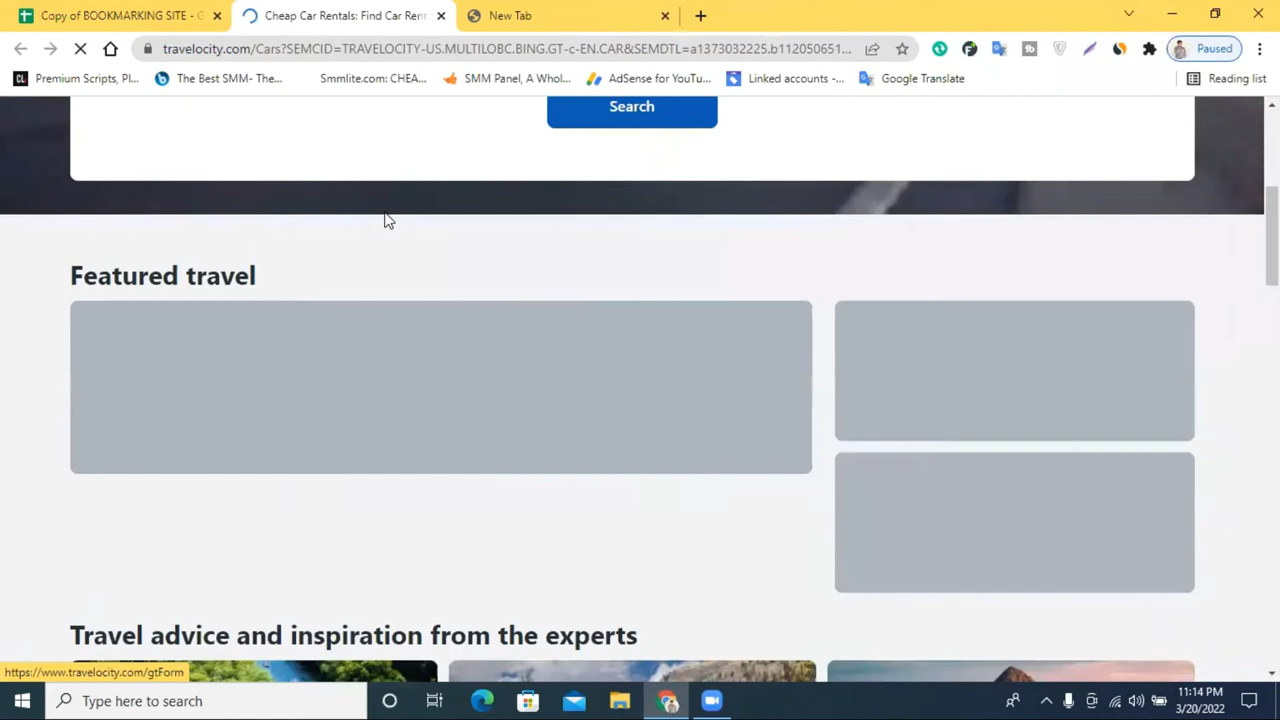 Copy of BOOKMARKING SITE - G
Cheap Car Rentals: Find Car Rent
New Tab
travelocity.com/Cars?SEMCID=TRAVELOCITY-US.MULTILOBC.BING.GT-c-EN.CAR&SEMDTL=a1373032225.b112050651...
Paused
Premium Scripts, Pl...
The Best SMM- The...
Smmlite.com: CHEA...
SMM Panel, A Whol...
AdSense for YouTu...
Linked accounts -...
Google Translate
Reading list
Search
Featured travel
Travel advice and inspiration from the experts
https://www.travelocity.com/gtForm
Type here to search
11:14 PM
3/20/2022